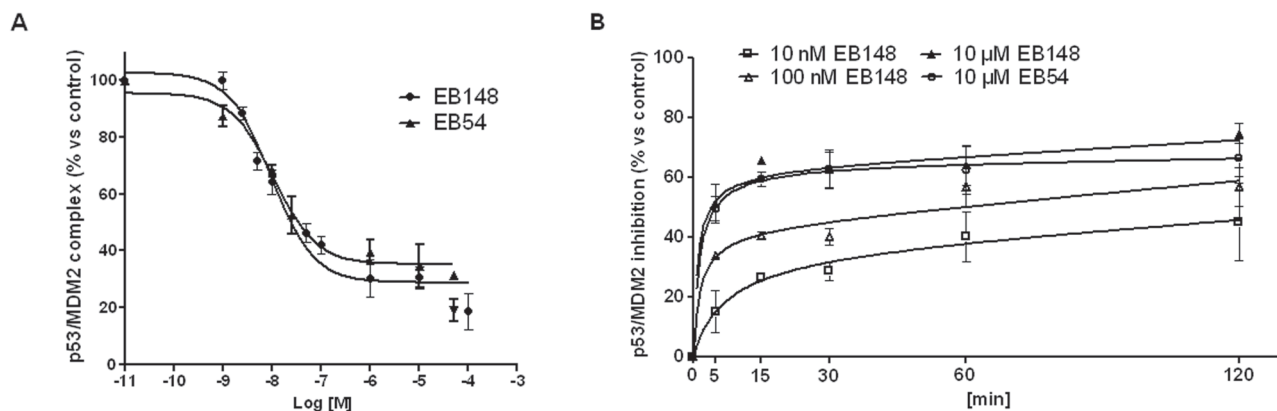 A
p53/MDM2 complex (% vs control)
100
80
60
40
20
0
-11 -10 -9 -8 -7 -6 -5 -4 -3
Log [M]
EB148
EB54
B
p53/MDM2 inhibition (% vs control)
10 nM EB148
10 µM EB148
100 nM EB148
10 µM EB54
100
80
60
40
20
0
0 5 15 30 60 120
[min]